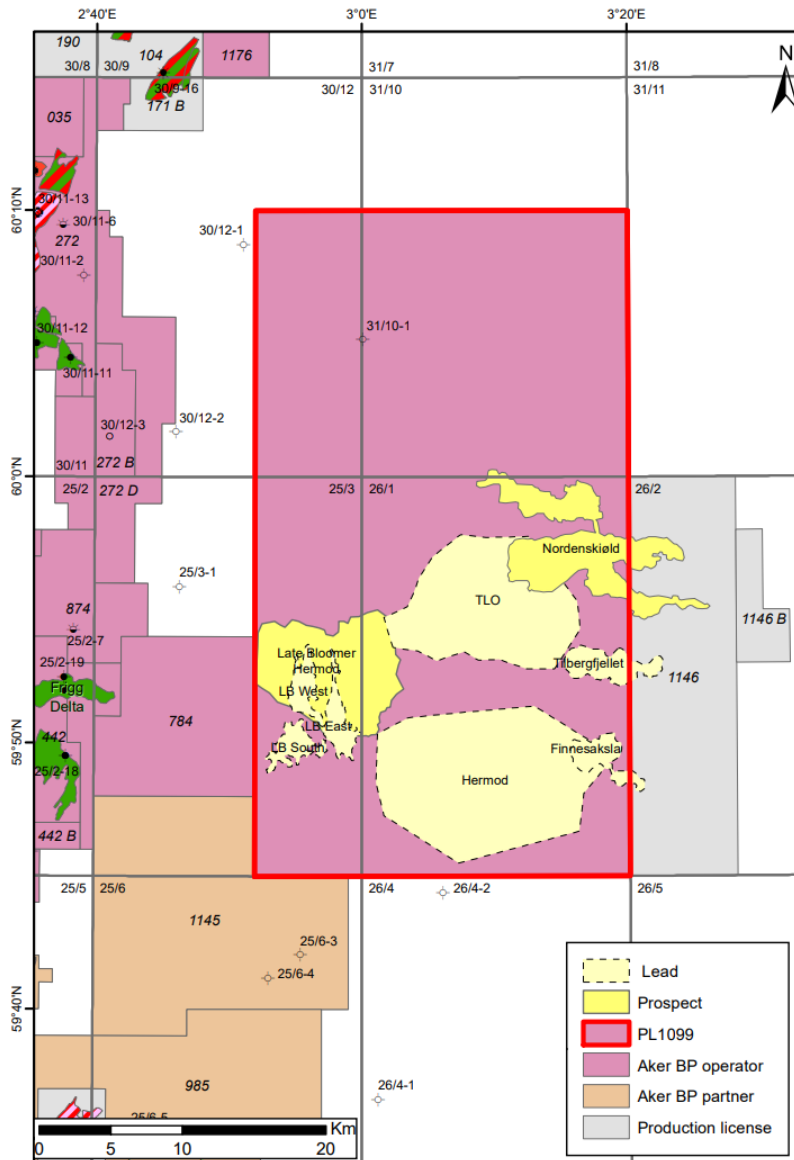 2°40'E
3°0'E
3°20'E
190
104
1176
30/8
30/9
31/7
31/8
N
30/9-16
30/12
31/10
31/11
171 B
035
60°10'N
30/11-13
30/11-6
272
30/12-1
30/11-2
30/11-12
31/10-1
30/11-11
30/12-3
30/12-2
30/11
272 B
60°0'N
25/2
272 D
25/3
26/1
26/2
Nordenskiøld
25/3-1
TLO
874
1146 B
25/2-7
Late Bloomer
Tilbergfjellet
25/2-19
Hermod
1146
Frigg
LB West
Delta
784
442
LB East
59°50'N
LB South
Finnesaksla
25/2-18
Hermod
442 B
25/5
25/6
26/4
26/4-2
26/5
1145
25/6-3
25/6-4
59°40'N
985
26/4-1
25/6-5
Lead
Prospect
PL1099
Aker BP operator
Aker BP partner
Production license
Km
0
5
10
20